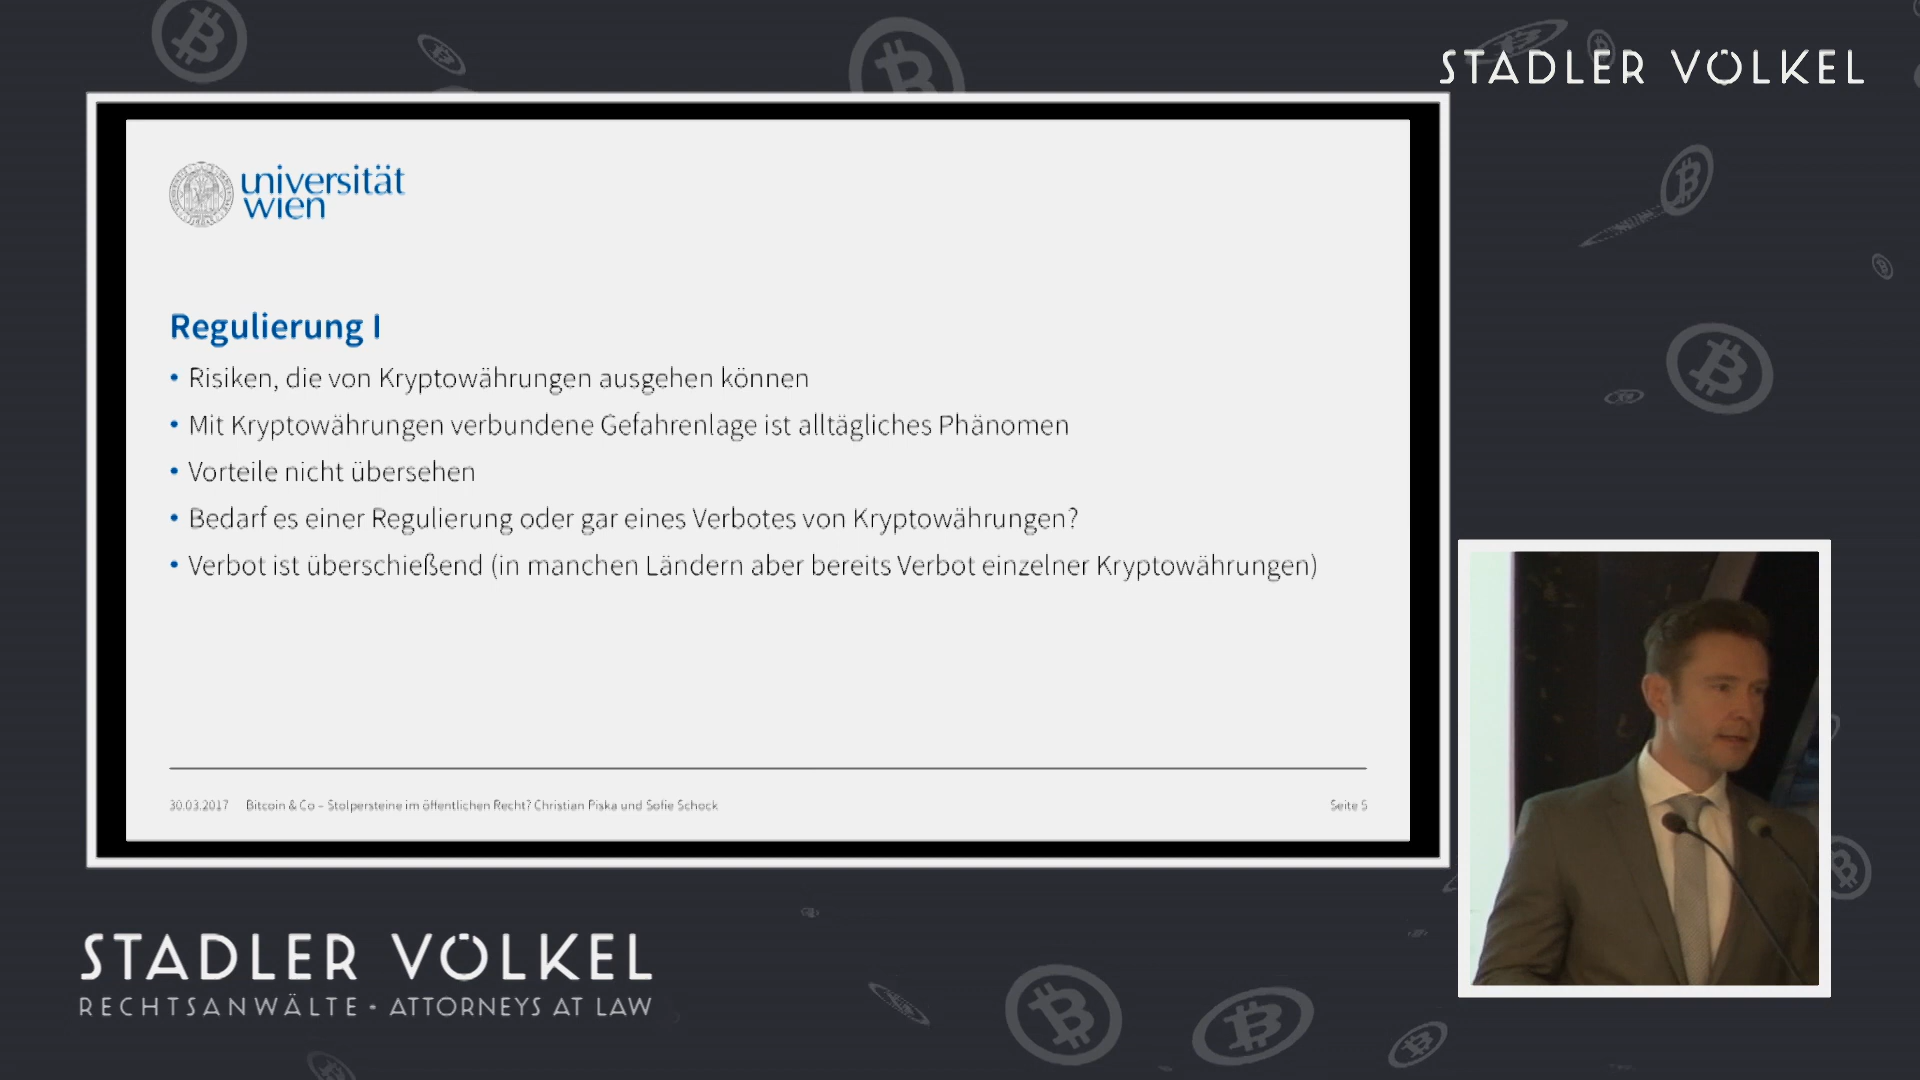 STADLER VÖLKEL
universität
wien
Regulierung I
• Risiken, die von Kryptowährungen ausgehen können
• Mit Kryptowährungen verbundene Gefahrenlage ist alltägliches Phänomen
• Vorteile nicht übersehen
• Bedarf es einer Regulierung oder gar eines Verbotes von Kryptowährungen?
• Verbot ist überschießend (in manchen Ländern aber bereits Verbot einzelner Kryptowährungen)
30.03.2017 Bitcoin & Co – Stolpersteine im öffentlichen Recht? Christian Piska und Sofie Schock Seite 5
STADLER VÖLKEL
RECHTSANWÄLTE • ATTORNEYS AT LAW